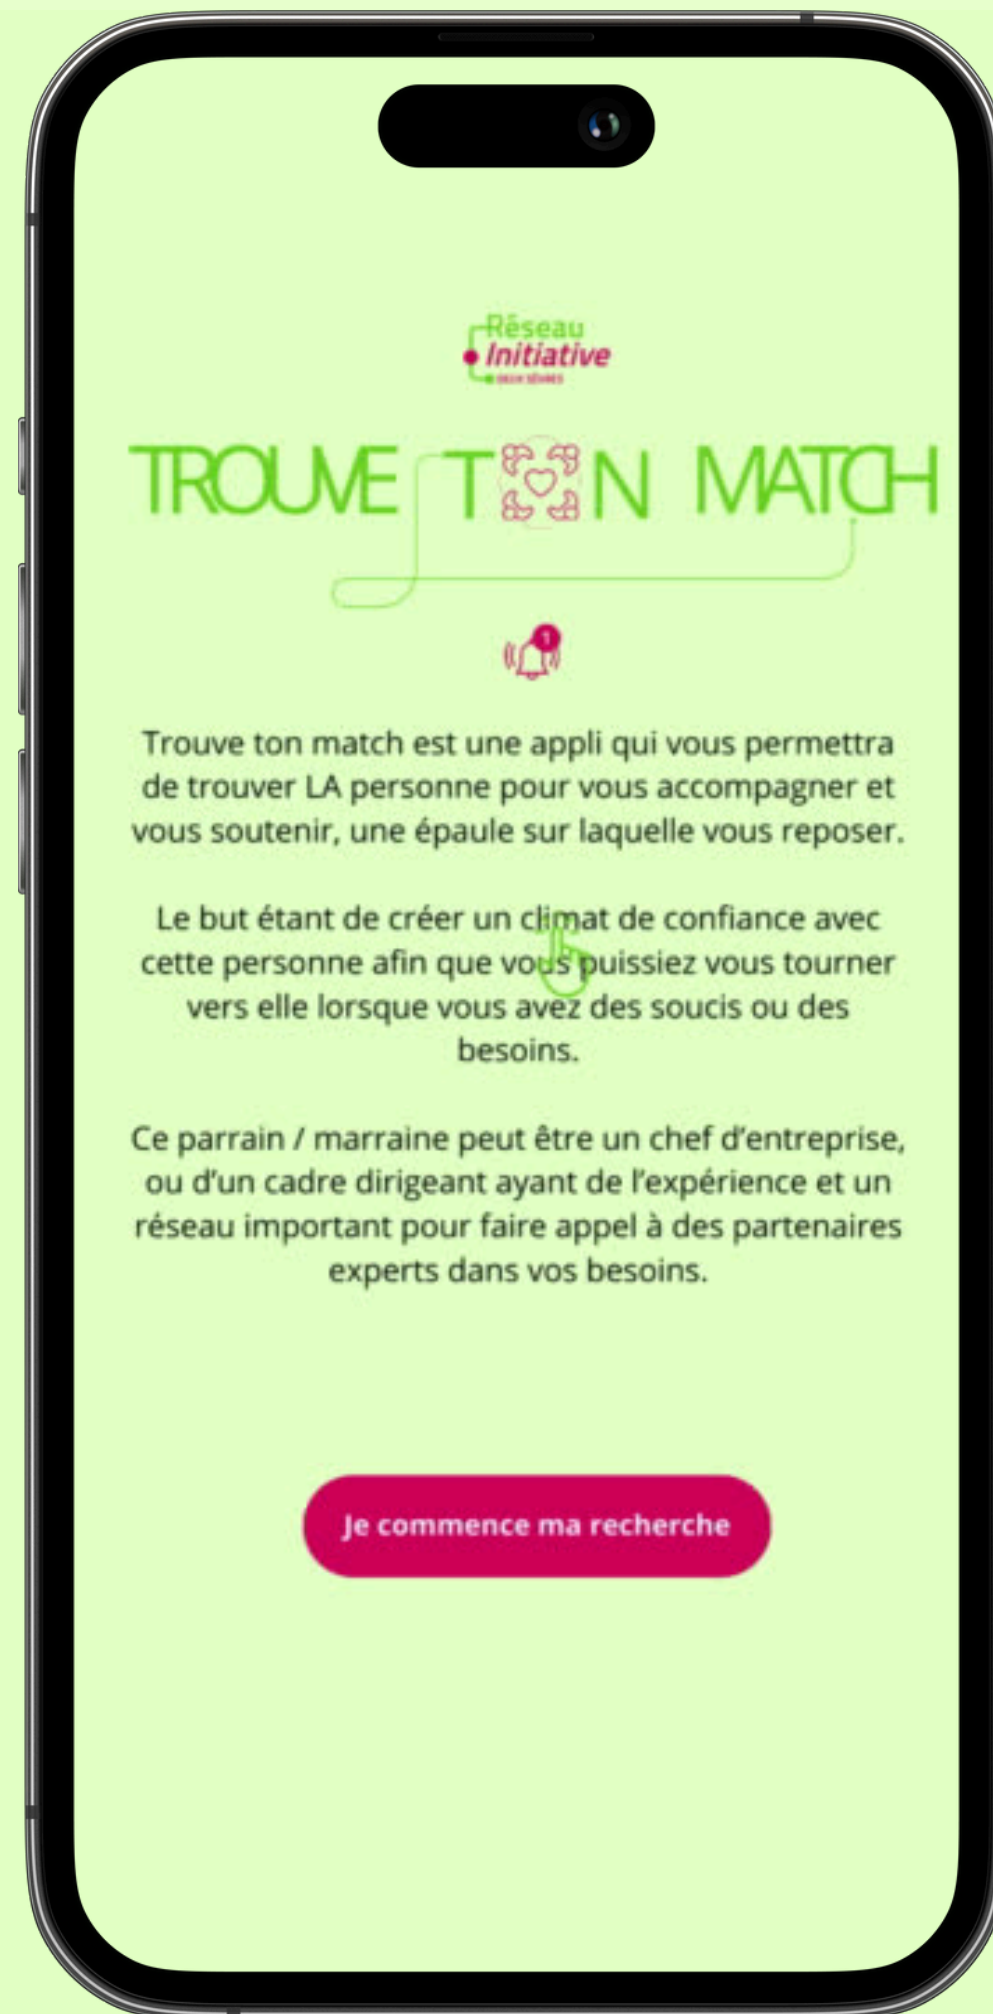 Réseau
Initiative
DEUX SÈVRES
TROUVE T N MATCH
1
Trouve ton match est une appli qui vous permettra
de trouver LA personne pour vous accompagner et
vous soutenir, une épaule sur laquelle vous reposer.
Le but étant de créer un climat de confiance avec
cette personne afin que vous puissiez vous tourner
vers elle lorsque vous avez des soucis ou des
besoins.
Ce parrain / marraine peut être un chef d’entreprise,
ou d’un cadre dirigeant ayant de l’expérience et un
réseau important pour faire appel à des partenaires
experts dans vos besoins.
Je commence ma recherche